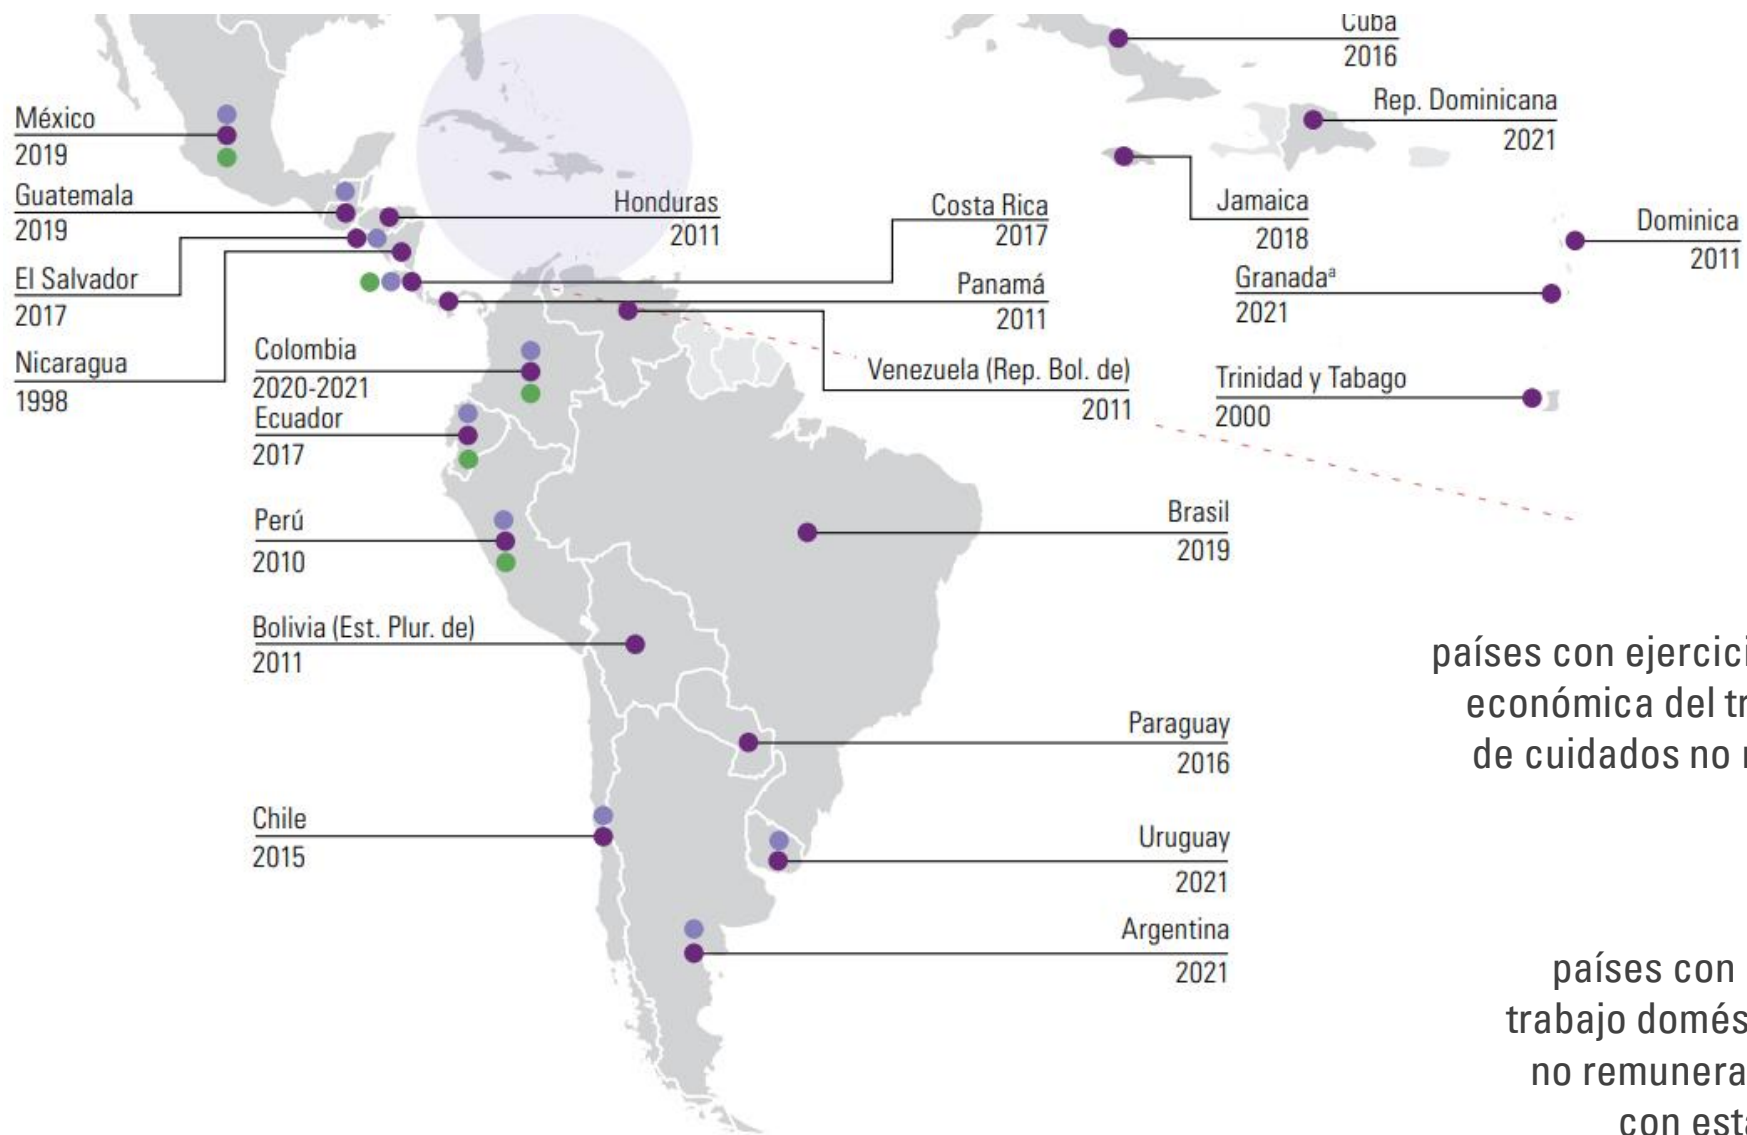 Cuba
2016
Rep. Dominicana
2021
México
2019
Guatemala
2019
Honduras
2011
Costa Rica
2017
Jamaica
2018
Dominica
2011
El Salvador
2017
Panamá
2011
Granadaª
2021
Nicaragua
1998
Colombia
2020-2021
Venezuela (Rep. Bol. de)
2011
Trinidad y Tabago
2000
Ecuador
2017
Perú
2010
Brasil
2019
Bolivia (Est. Plur. de)
2011
países con ejercici
económica del tr
de cuidados no
Paraguay
2016
Chile
2015
Uruguay
2021
Argentina
2021
países con
trabajo domés
no remunera
con esta